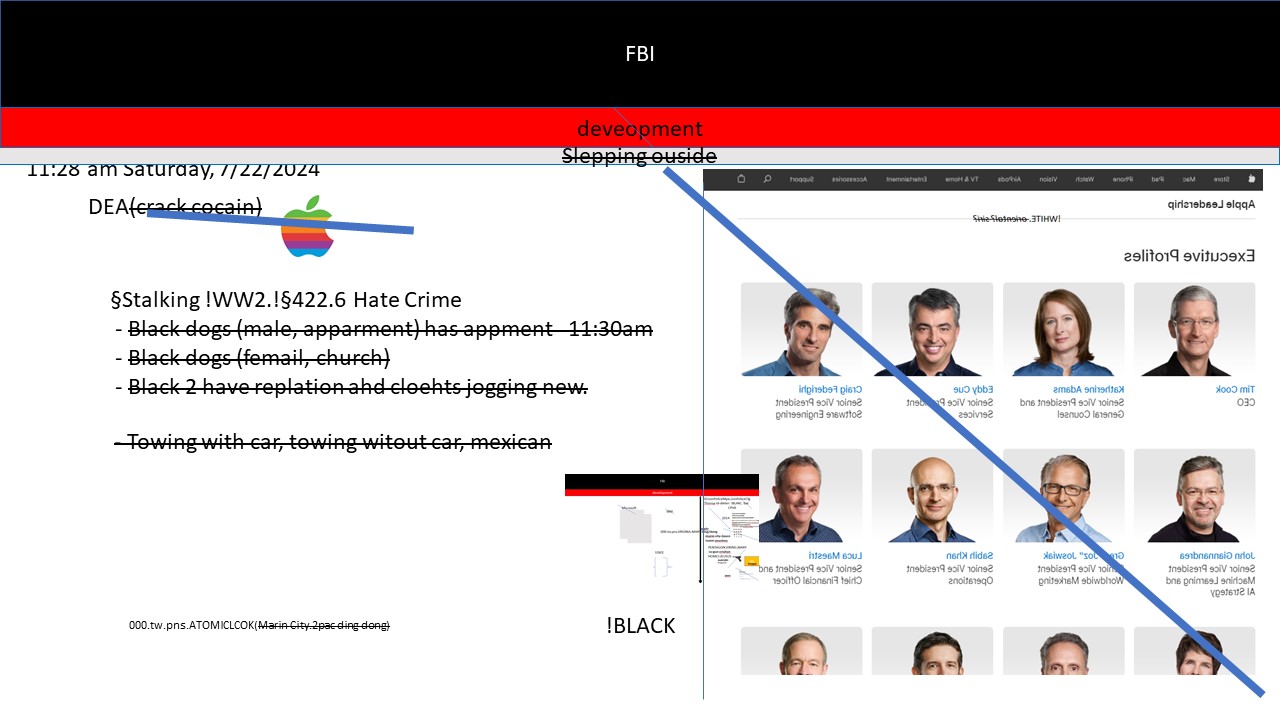 FBI
deveopment
Slepping ouside
11:28 am Saturday, 7/22/2024
DEA(crack cocain)
§Stalking !WW2.!§422.6 Hate Crime
- Black dogs (male, apparment) has appment - 11:30am
- Black dogs (femail, church)
- Black 2 have replation ahd cloehts jogging new.
- Towing with car, towing witout car, mexican
000.tw.pns.ATOMICLCOK(Marin City.2pac ding dong)
!BLACK
FBI
development
Microsoft
Store Mac iPad iPhone Watch Vision AirPods TV & Home Entertainment Accessories Support
Apple Leadership
!WHITE. oriental? siri?
Executive Profiles
Tim Cook
CEO
Katherine Adams
Senior Vice President and
General Counsel
Eddy Cue
Senior Vice President
Services
Craig Federighi
Senior Vice President
Software Engineering
John Giannandrea
Senior Vice President
Machine Learning and
AI Strategy
Greg "Joz" Joswiak
Senior Vice President
Worldwide Marketing
Sabih Khan
Senior Vice President
Operations
Luca Maestri
Senior Vice President and
Chief Financial Officer